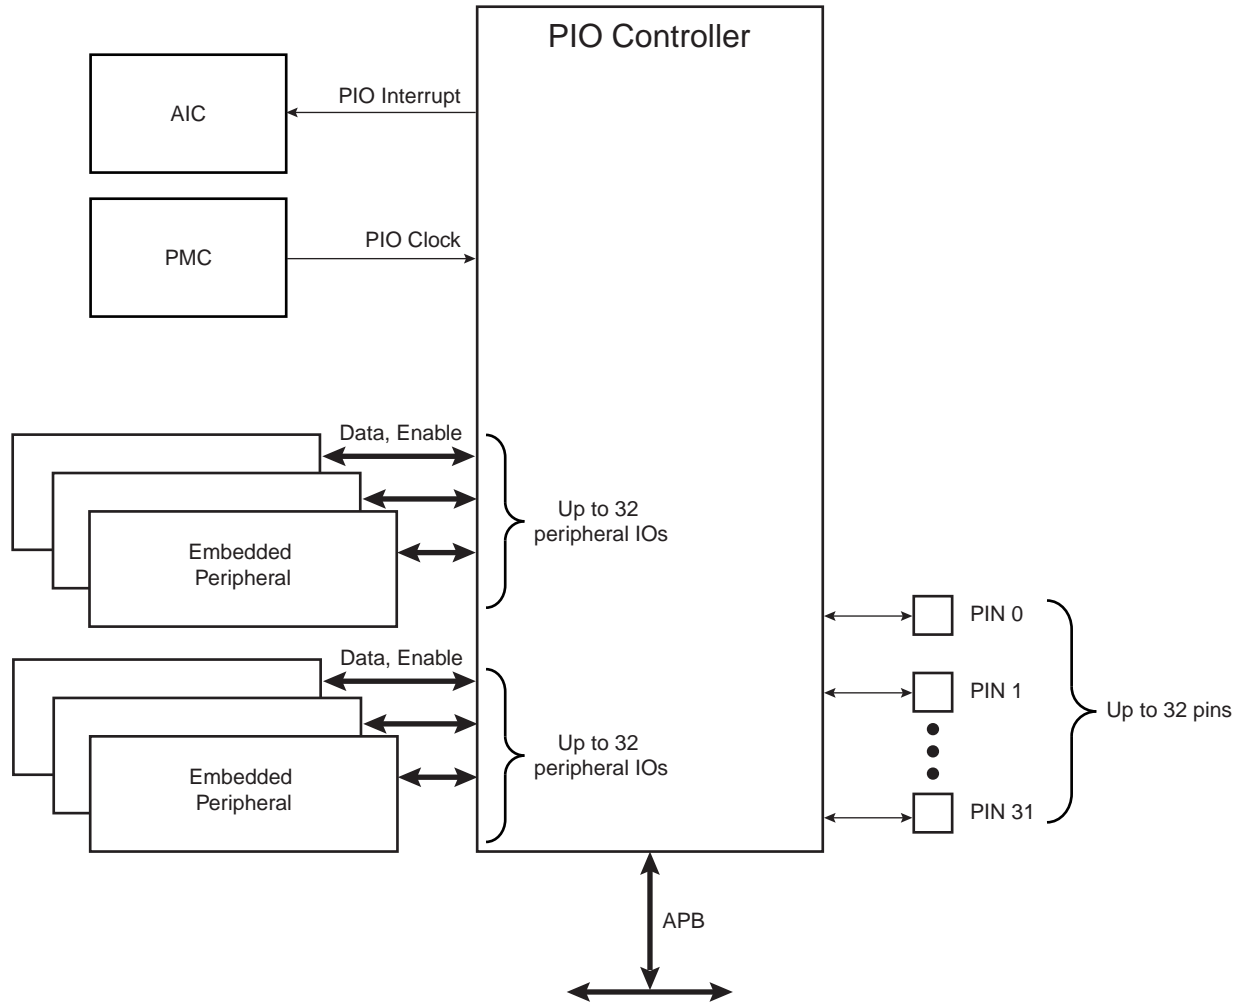 PIO Controller
PIO Interrupt
AIC
PIO Clock
PMC
Data, Enable
Up to 32
peripheral IOs
Embedded
Peripheral
PIN 0
Data, Enable
PIN 1
Up to 32 pins
Up to 32
peripheral IOs
Embedded
Peripheral
PIN 31
APB